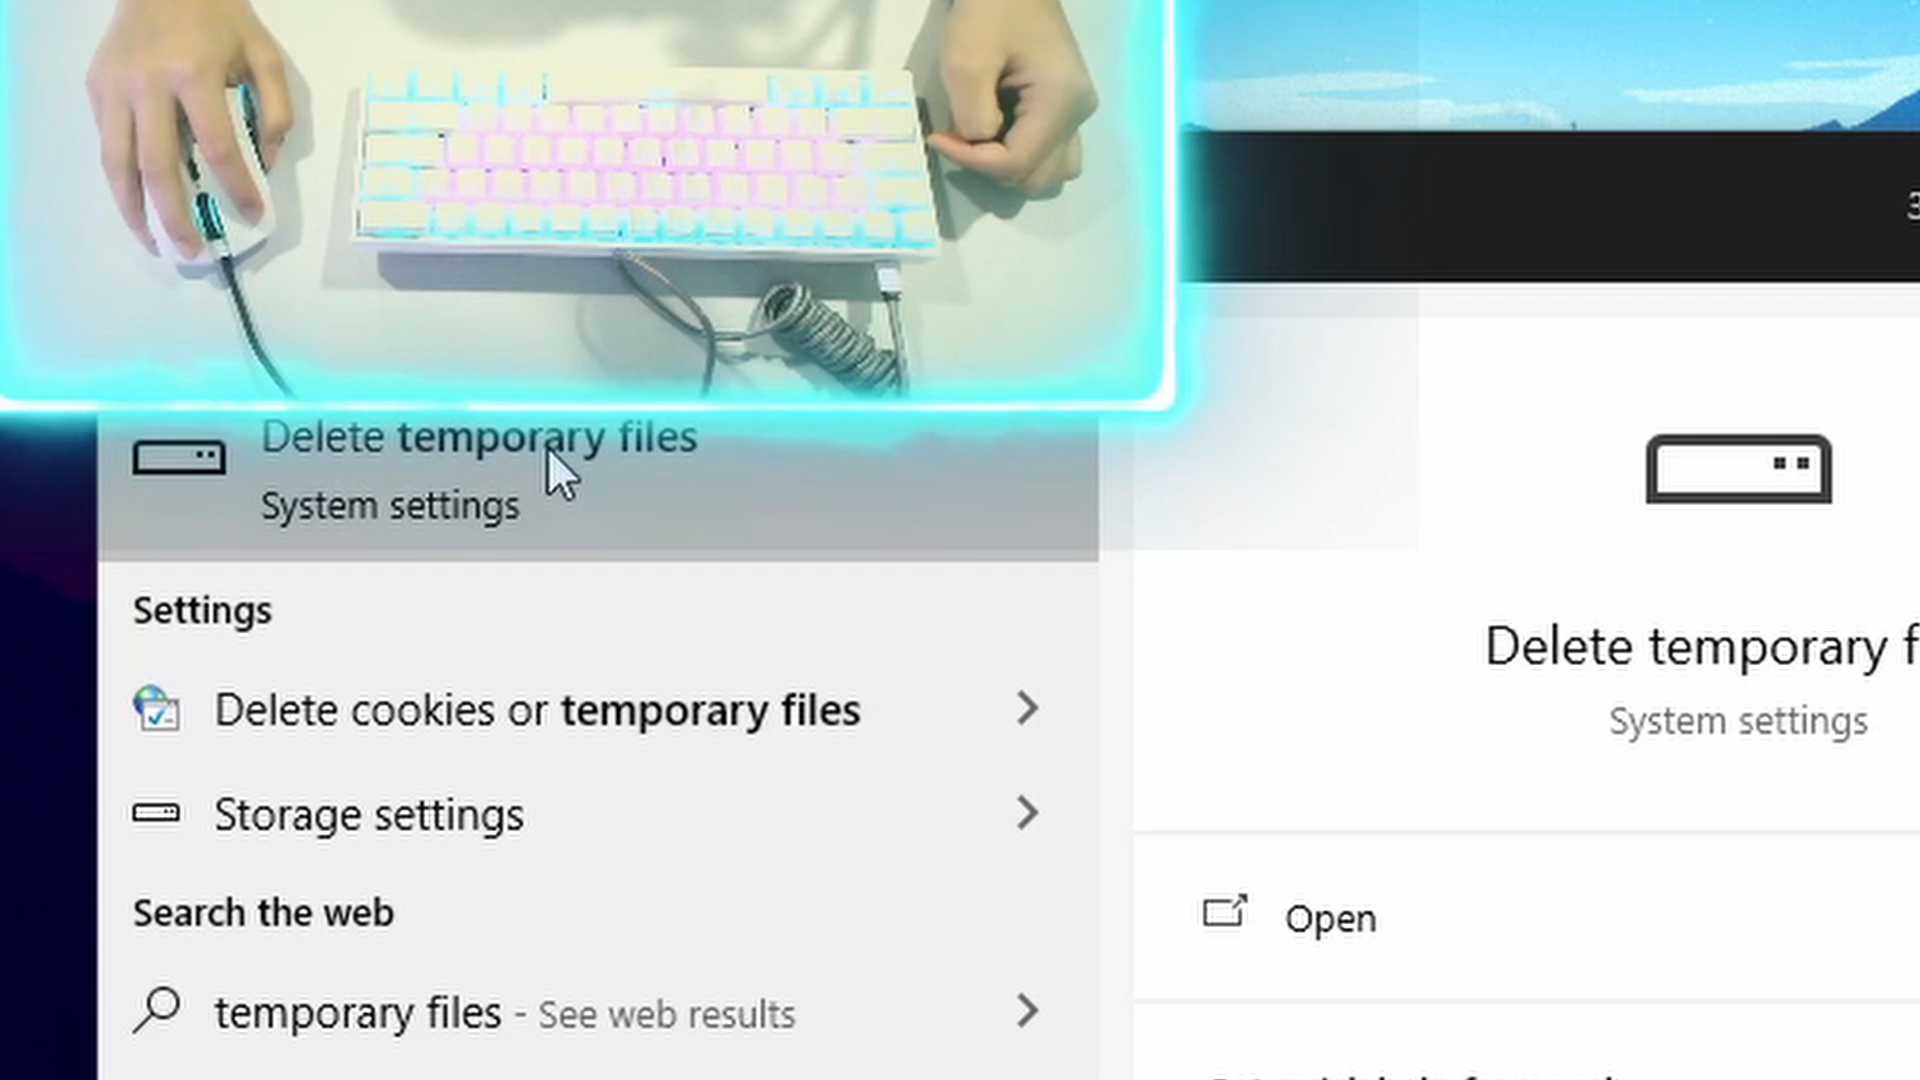 Delete temporary files
System settings
Settings
Delete cookies or temporary files
Storage settings
Search the web
temporary files - See web results
Delete temporary f
System settings
Open